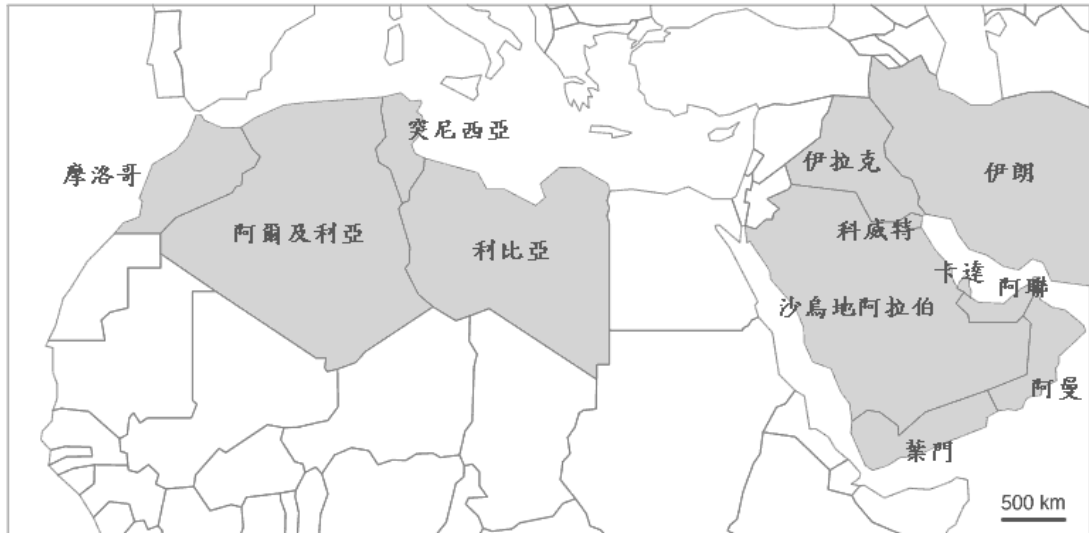 突尼西亞
摩洛哥
伊拉克
伊朗
阿爾及利亞
利比亞
科威特
卡達
阿聯
沙烏地阿拉伯
阿曼
葉門
500 km